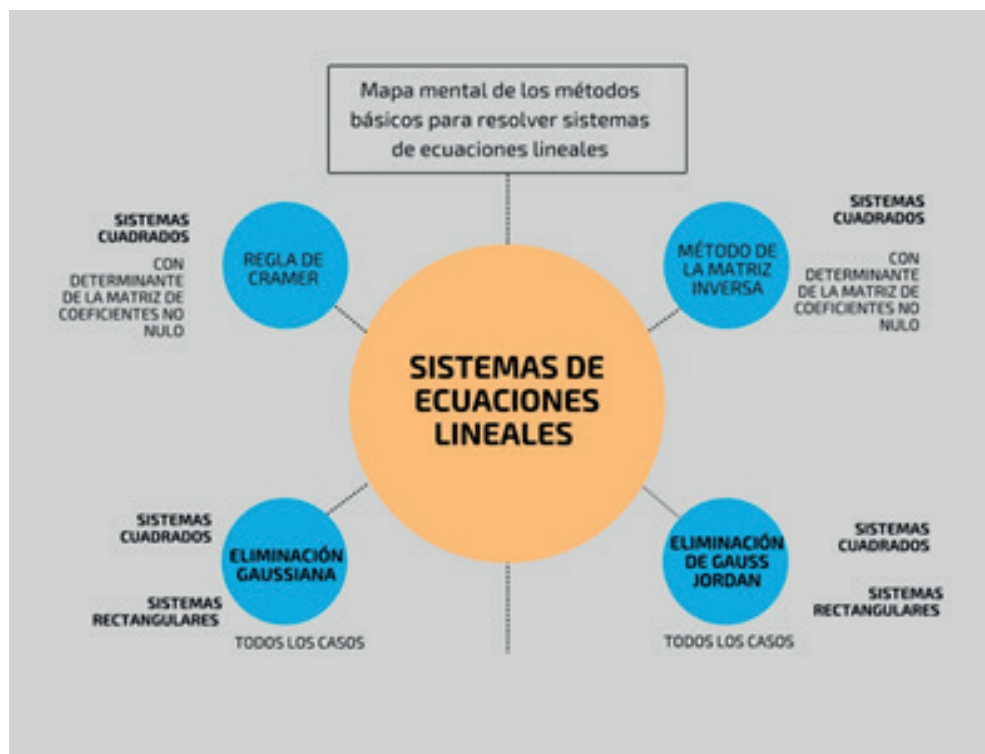 Mapa mental de los métodos
básicos para resolver sistemas
de ecuaciones lineales
SISTEMAS
CUADRADOS
CON
DETERMINANTE
DE LA MATRIZ DE
COEFICIENTES NO
NULO
REGLA DE
CRAMER
MÉTODO DE
LA MATRIZ
INVERSA
SISTEMAS
CUADRADOS
CON
DETERMINANTE
DE LA MATRIZ DE
COEFICIENTES NO
NULO
SISTEMAS DE
ECUACIONES
LINEALES
SISTEMAS
CUADRADOS
ELIMINACIÓN
GAUSSIANA
SISTEMAS
RECTANGULARES
TODOS LOS CASOS
ELIMINACIÓN
DE GAUSS
JORDAN
SISTEMAS
CUADRADOS
SISTEMAS
RECTANGULARES
TODOS LOS CASOS